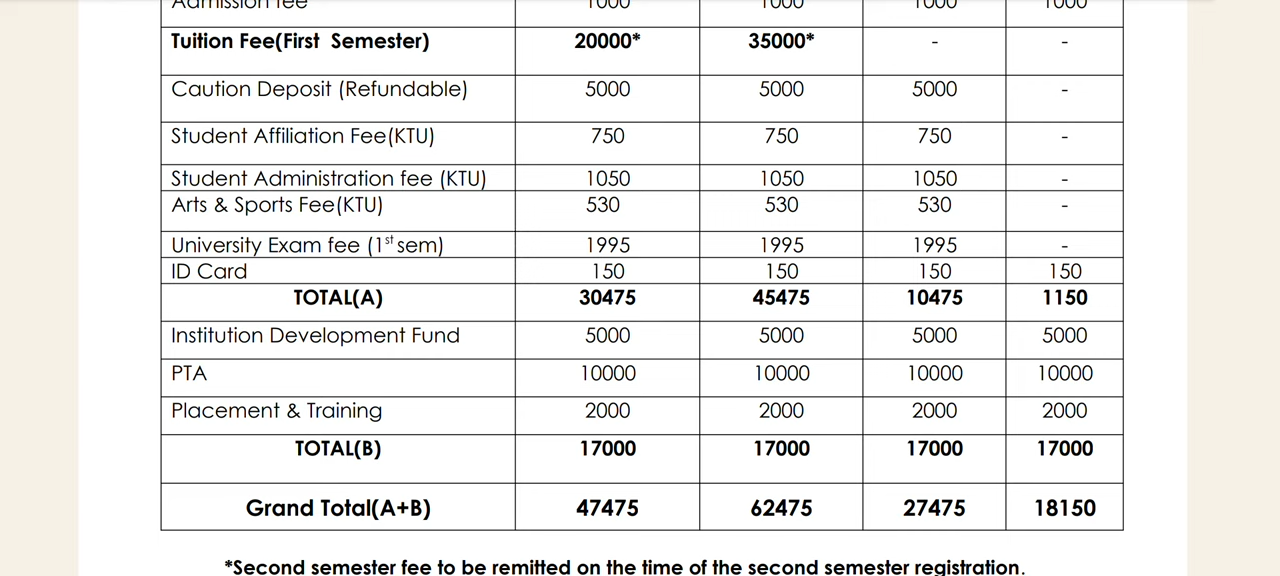 Admission fee 1000 1000 1000 1000
Tuition Fee(First Semester) 20000* 35000* - -
Caution Deposit (Refundable) 5000 5000 5000 -
Student Affiliation Fee(KTU) 750 750 750 -
Student Administration fee (KTU) 1050 1050 1050 -
Arts & Sports Fee(KTU) 530 530 530 -
University Exam fee (1st sem) 1995 1995 1995 -
ID Card 150 150 150 150
TOTAL(A) 30475 45475 10475 1150
Institution Development Fund 5000 5000 5000 5000
PTA 10000 10000 10000 10000
Placement & Training 2000 2000 2000 2000
TOTAL(B) 17000 17000 17000 17000
Grand Total(A+B) 47475 62475 27475 18150
*Second semester fee to be remitted on the time of the second semester registration.